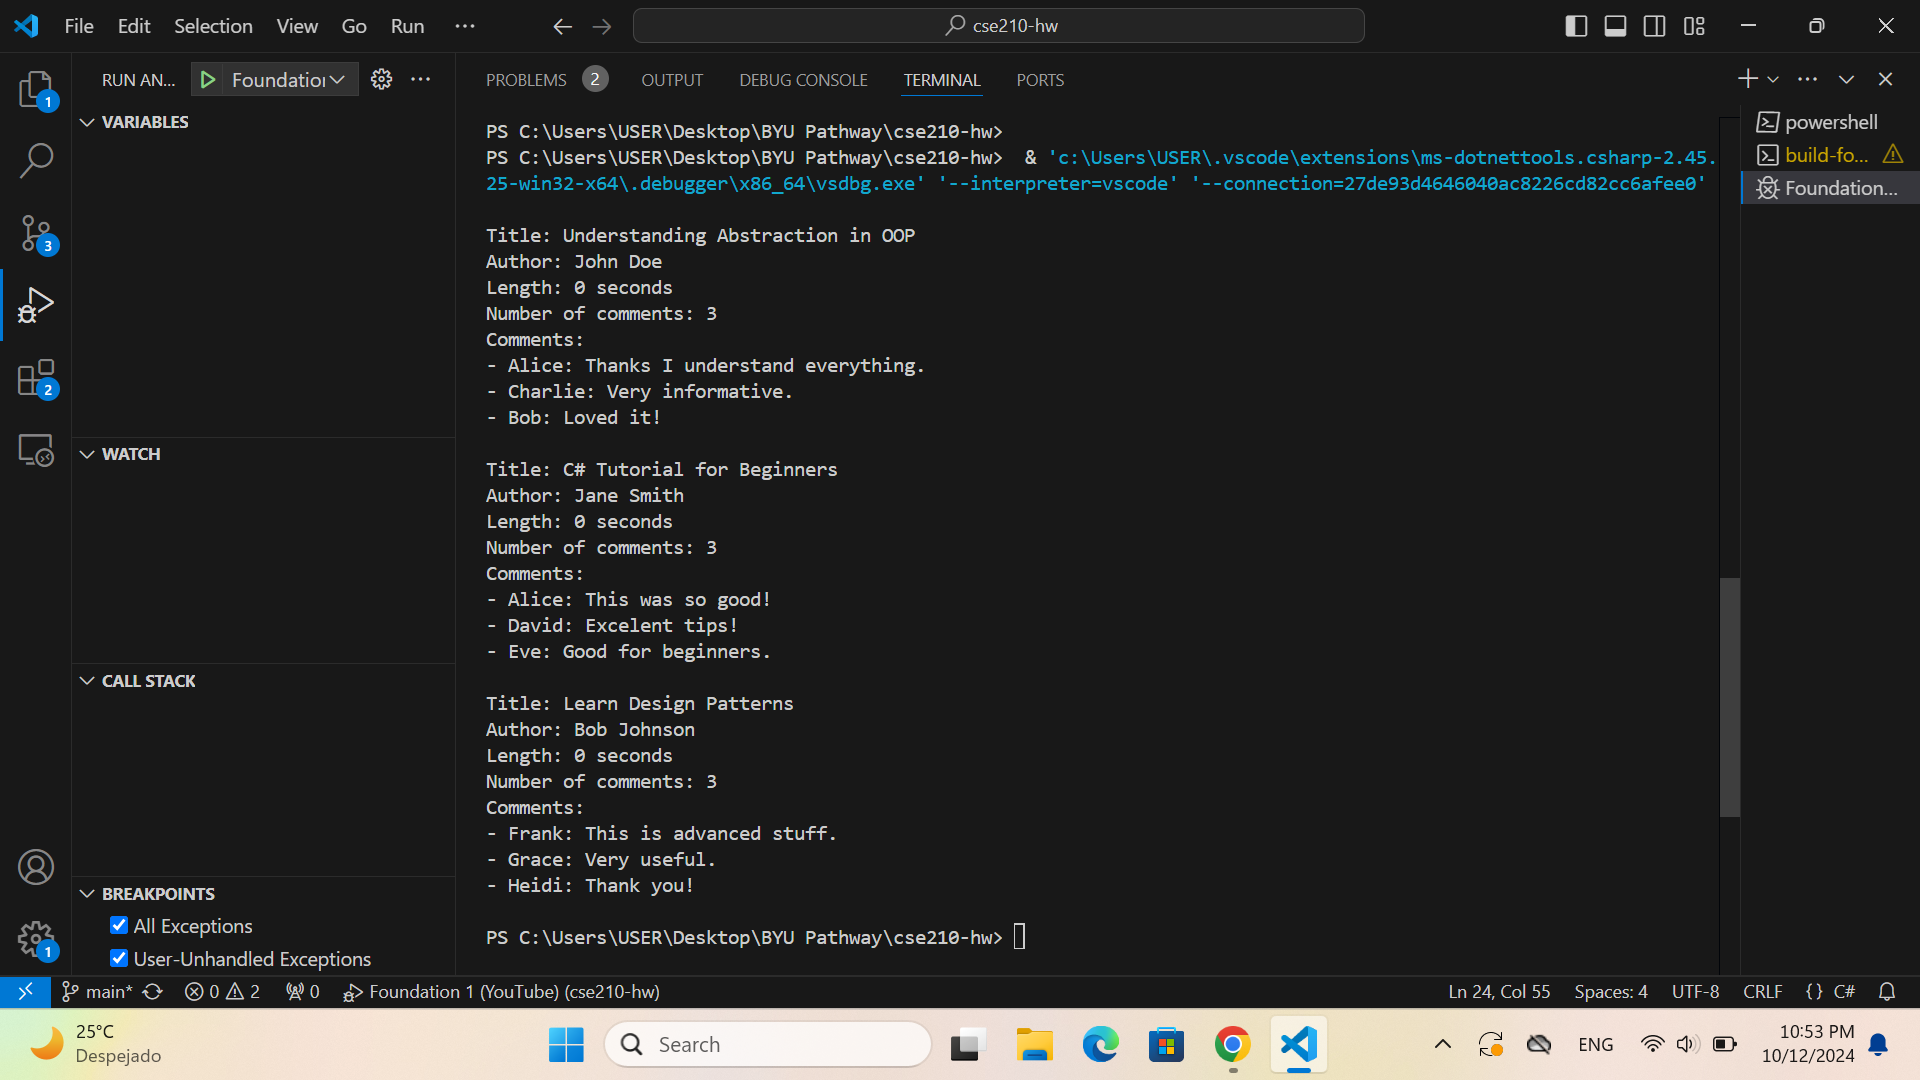 File Edit Selection View Go Run ···
cse210-hw
RUN AN...
Foundation
PROBLEMS 2 OUTPUT DEBUG CONSOLE TERMINAL PORTS
VARIABLES
WATCH
CALL STACK
BREAKPOINTS
All Exceptions
User-Unhandled Exceptions
1
3
2
1
PS C:\Users\USER\Desktop\BYU Pathway\cse210-hw>
PS C:\Users\USER\Desktop\BYU Pathway\cse210-hw>  & 'c:\Users\USER\.vscode\extensions\ms-dotnettools.csharp-2.45.
25-win32-x64\.debugger\x86_64\vsdbg.exe' '--interpreter=vscode' '--connection=27de93d4646040ac8226cd82cc6afee0'
Title: Understanding Abstraction in OOP
Author: John Doe
Length: 0 seconds
Number of comments: 3
Comments:
- Alice: Thanks I understand everything.
- Charlie: Very informative.
- Bob: Loved it!
Title: C# Tutorial for Beginners
Author: Jane Smith
Length: 0 seconds
Number of comments: 3
Comments:
- Alice: This was so good!
- David: Excelent tips!
- Eve: Good for beginners.
Title: Learn Design Patterns
Author: Bob Johnson
Length: 0 seconds
Number of comments: 3
Comments:
- Frank: This is advanced stuff.
- Grace: Very useful.
- Heidi: Thank you!
PS C:\Users\USER\Desktop\BYU Pathway\cse210-hw>
powershell
build-fo...
Foundation...
main* 0 2 0 Foundation 1 (YouTube) (cse210-hw)
Ln 24, Col 55 Spaces: 4 UTF-8 CRLF {} C#
25°C
Despejado
Search
ENG
10:53 PM
10/12/2024